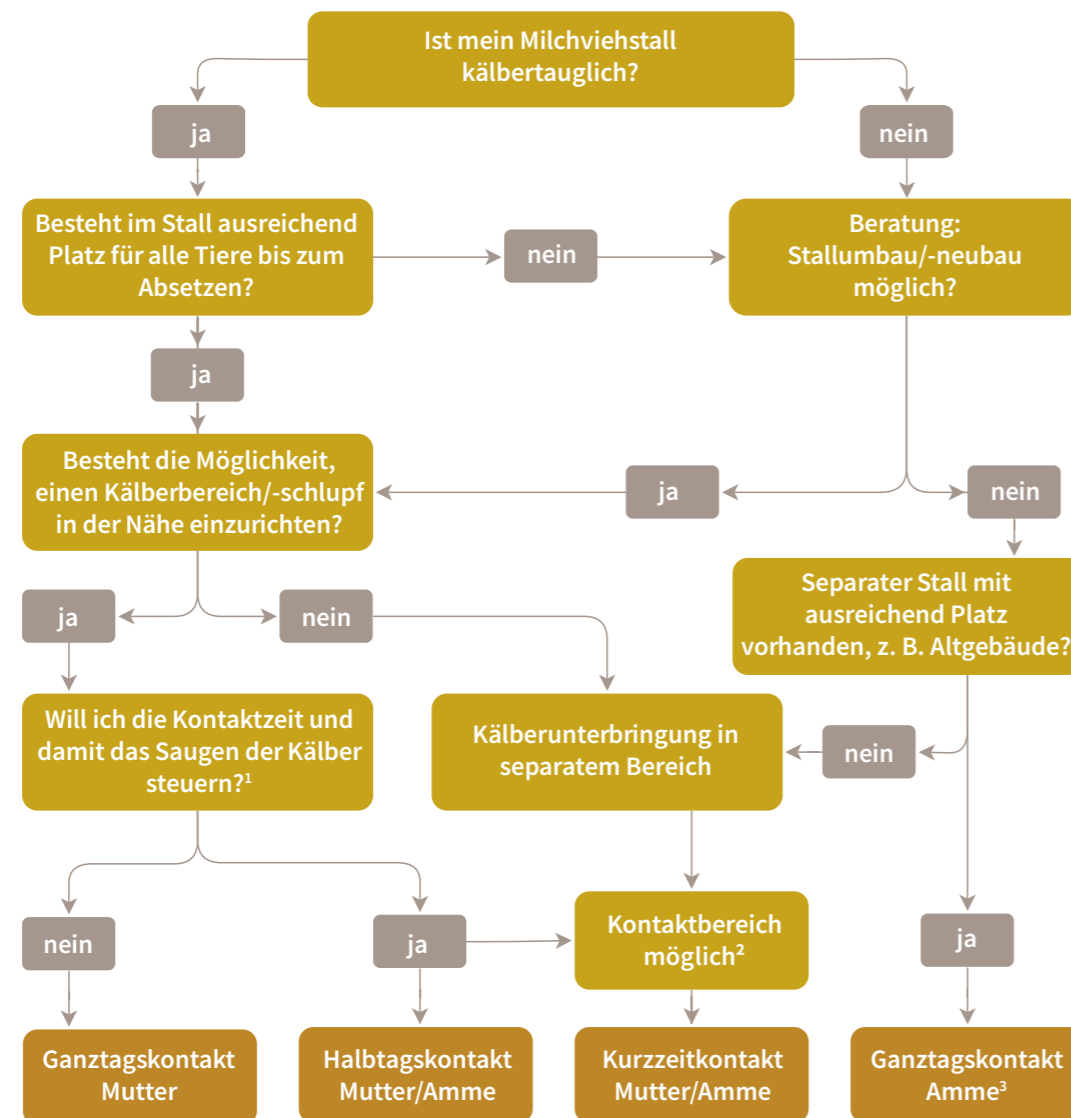 Ist mein Milchviehstall
kälbertauglich?
ja
nein
Besteht im Stall ausreichend
Platz für alle Tiere bis zum
Absetzen?
nein
Beratung:
Stallumbau/-neubau
möglich?
ja
Besteht die Möglichkeit,
einen Kälberbereich/-schlupf
in der Nähe einzurichten?
ja
nein
ja
nein
Separater Stall mit
ausreichend Platz
vorhanden, z. B. Altgebäude?
Will ich die Kontaktzeit und
damit das Saugen der Kälber
steuern?¹
Kälberunterbringung in
separatem Bereich
nein
nein
ja
Kontaktbereich
möglich²
ja
Ganztagskontakt
Mutter
Halbtagskontakt
Mutter/Amme
Kurzzeitkontakt
Mutter/Amme
Ganztagskontakt
Amme³